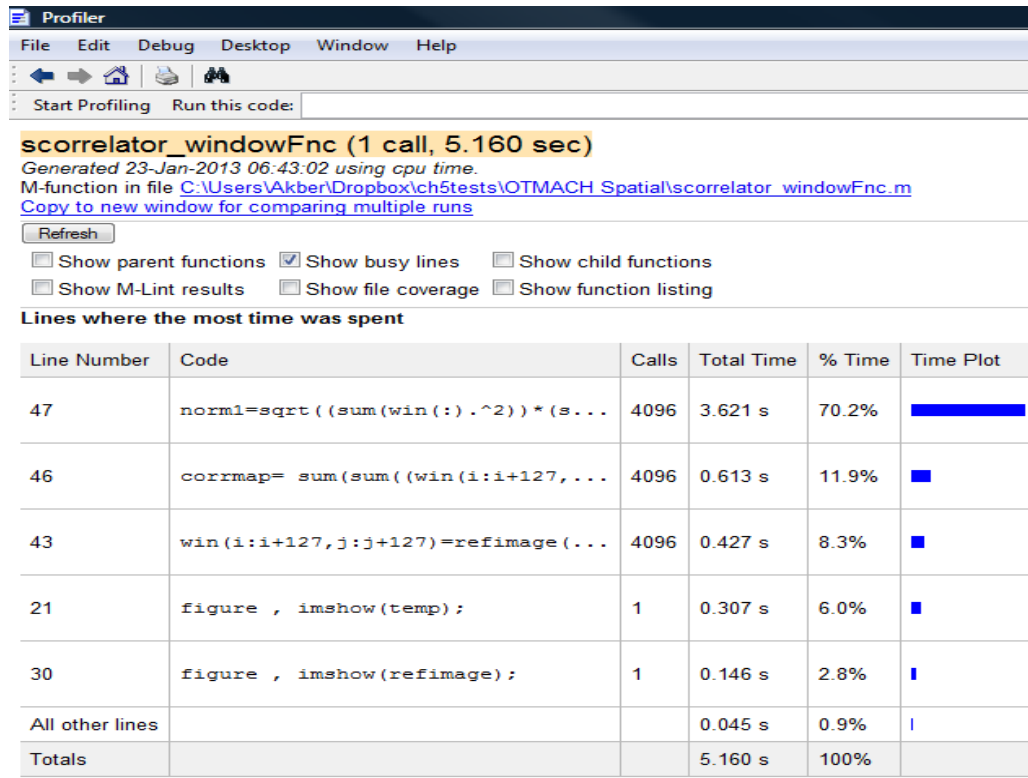 Profiler
File Edit Debug Desktop Window Help
Start Profiling Run this code:
scorrelator_windowFnc (1 call, 5.160 sec)
Generated 23-Jan-2013 06:43:02 using cpu time.
M-function in file C:\Users\Akber\Dropbox\ch5tests\OTMACH Spatial\scorrelator_windowFnc.m
Copy to new window for comparing multiple runs
Refresh
Show parent functions Show busy lines Show child functions
Show M-Lint results Show file coverage Show function listing
Lines where the most time was spent
Line Number Code Calls Total Time % Time Time Plot
47 norm1=sqrt((sum(win(:).^2))*(s... 4096 3.621 s 70.2%
46 corrmap= sum(sum((win(i:i+127,... 4096 0.613 s 11.9%
43 win(i:i+127,j:j+127)=refimage(... 4096 0.427 s 8.3%
21 figure , imshow(temp); 1 0.307 s 6.0%
30 figure , imshow(refimage); 1 0.146 s 2.8%
All other lines 0.045 s 0.9%
Totals 5.160 s 100%